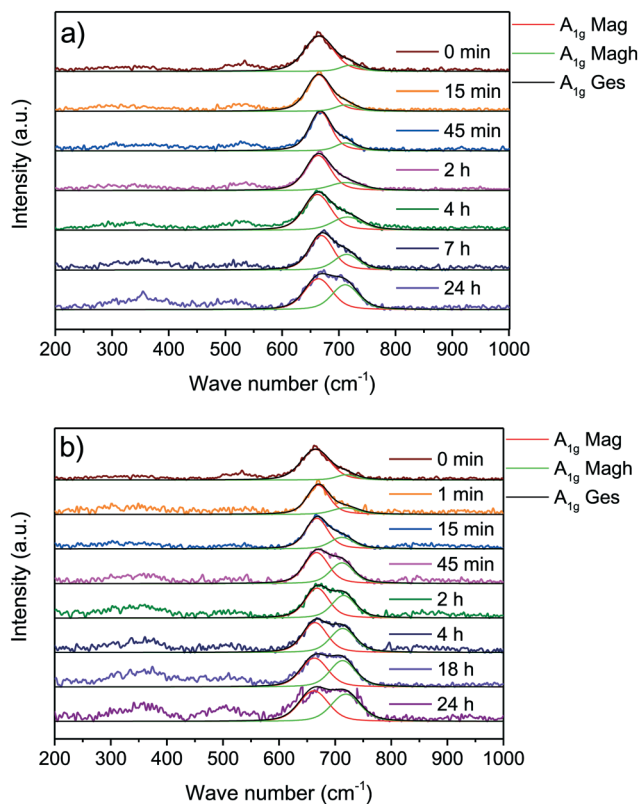 a)
A1g Mag
A1g Magh
A1g Ges
0 min
15 min
45 min
2 h
4 h
7 h
24 h
Intensity (a.u.)
200 300 400 500 600 700 800 900 1000
Wave number (cm-1)
b)
A1g Mag
A1g Magh
A1g Ges
0 min
1 min
15 min
45 min
2 h
4 h
18 h
24 h
Intensity (a.u.)
200 300 400 500 600 700 800 900 1000
Wave number (cm-1)